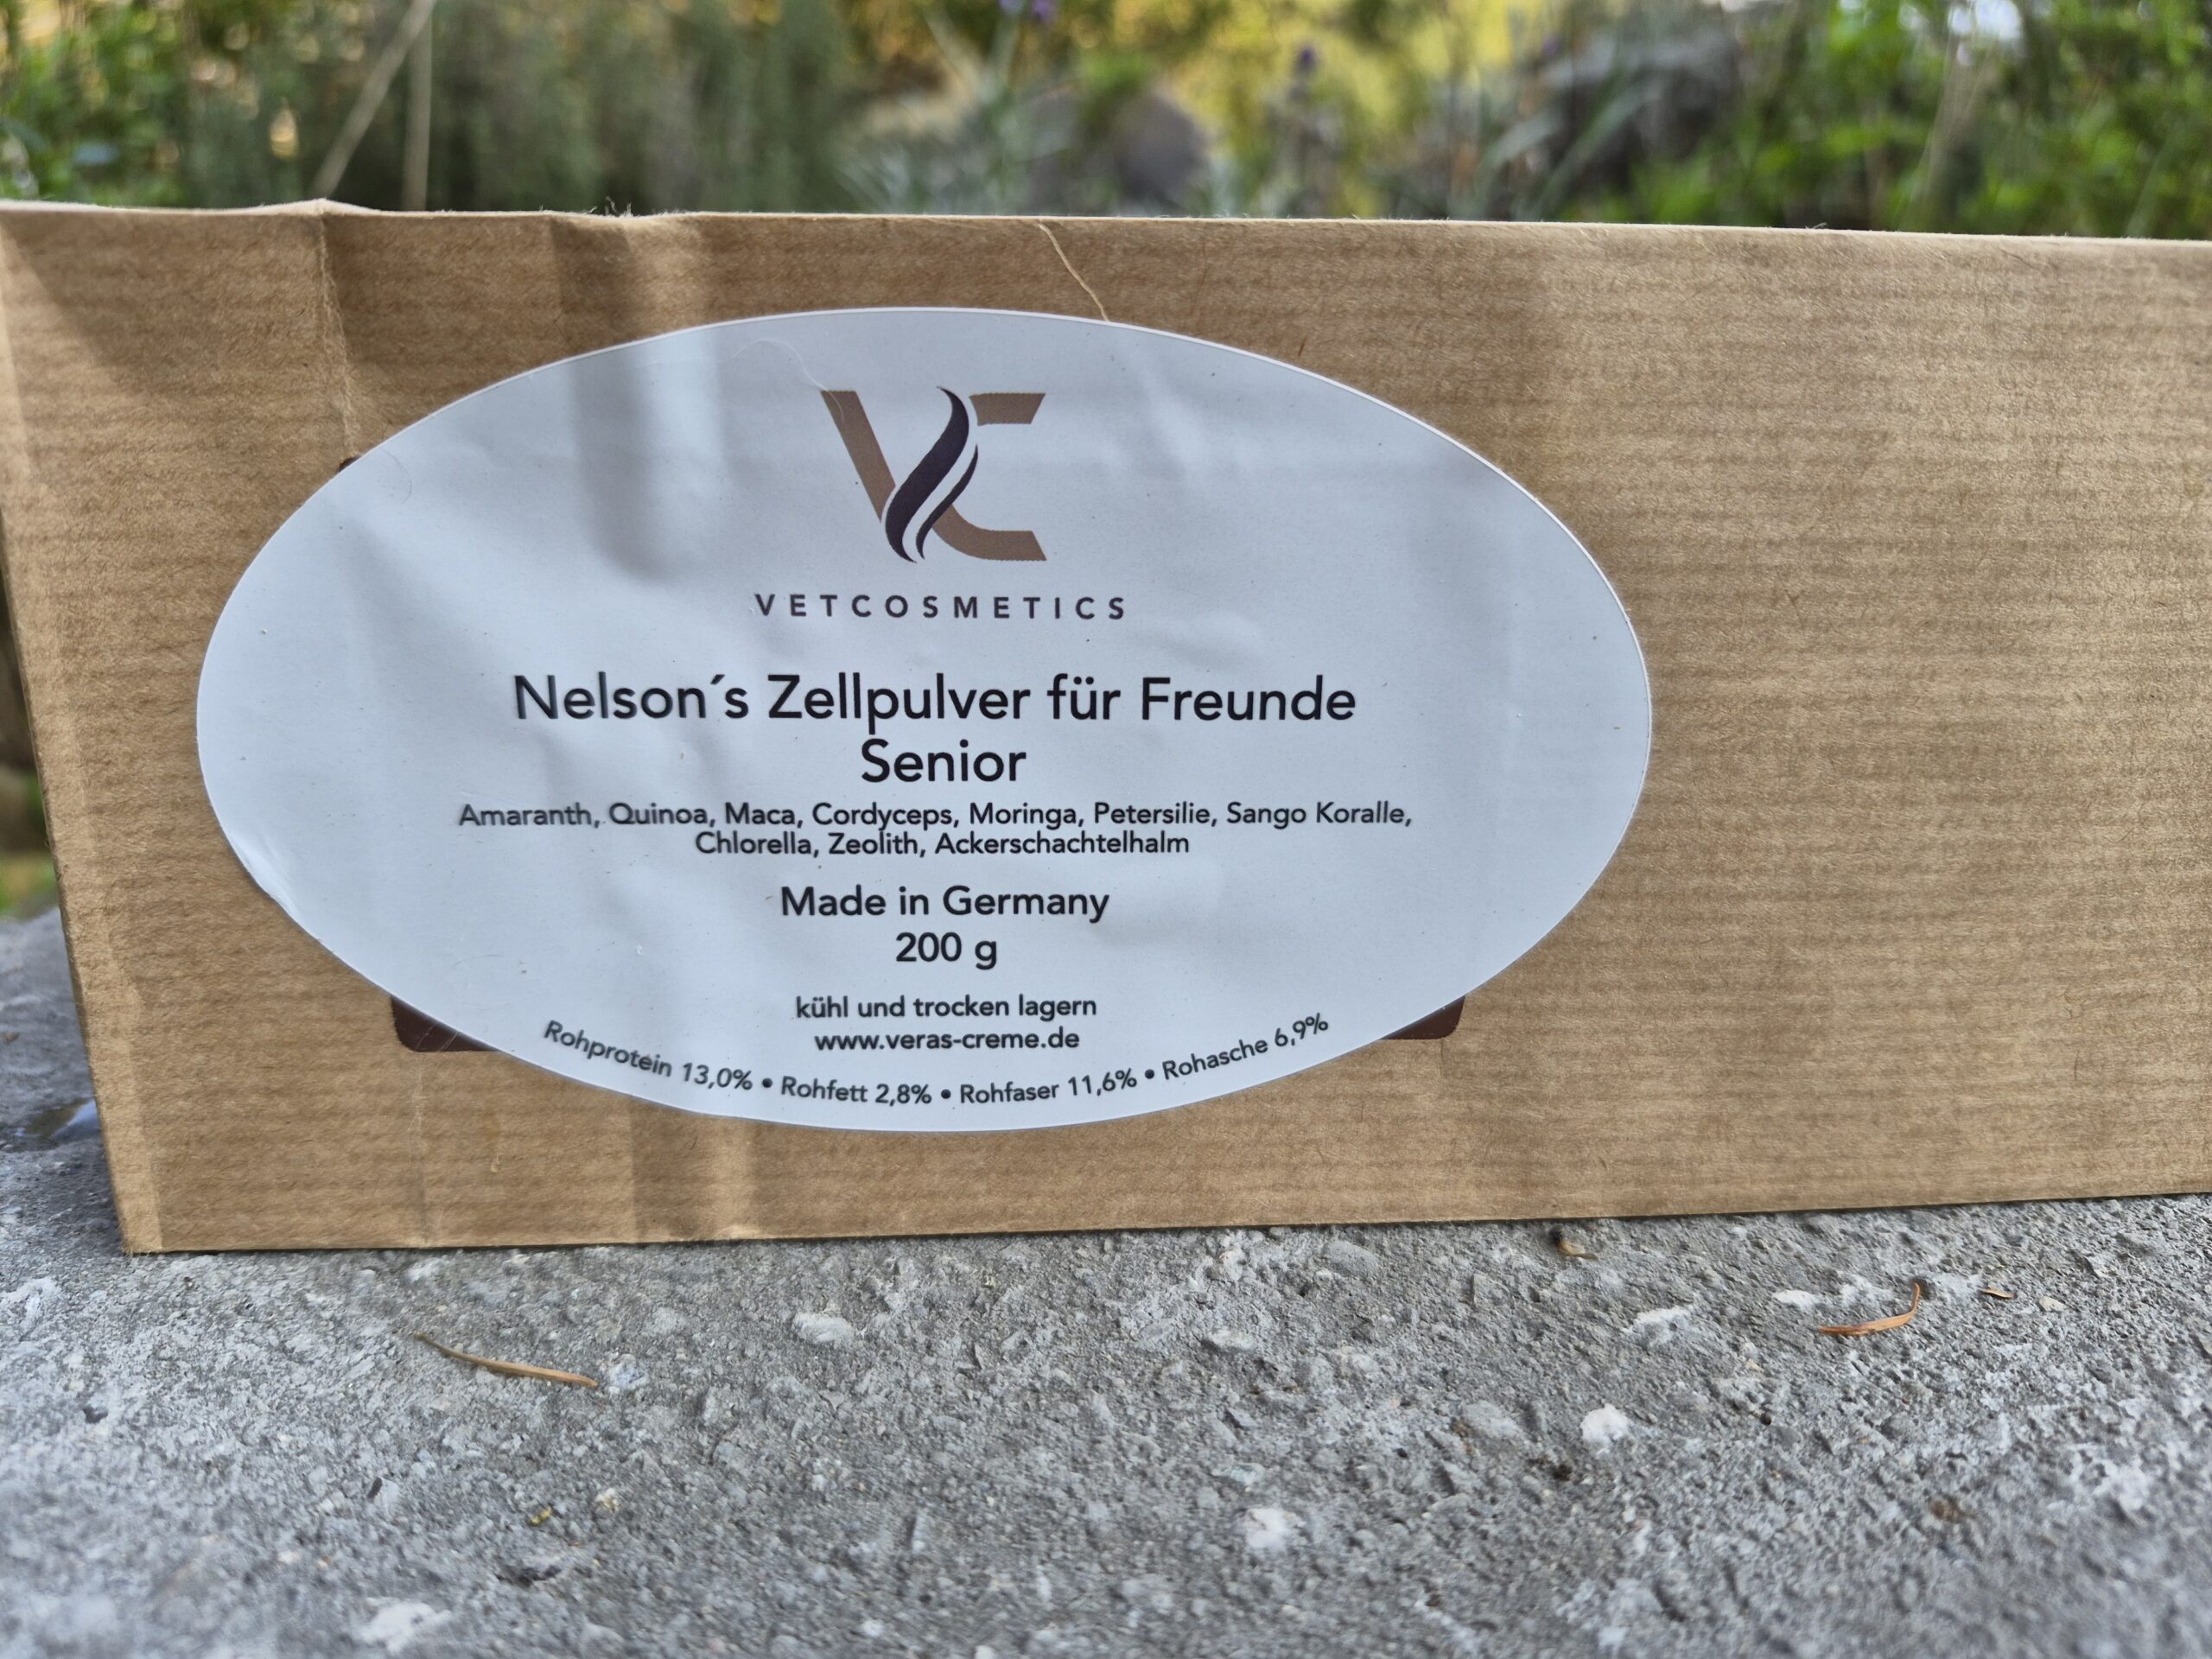 VC
VETCOSMETICS
Nelson´s Zellpulver für Freunde
Senior
Amaranth, Quinoa, Maca, Cordyceps, Moringa, Petersilie, Sango Koralle,
Chlorella, Zeolith, Ackerschachtelhalm
Made in Germany
200 g
kühl und trocken lagern
www.veras-creme.de
Rohprotein 13,0% • Rohfett 2,8% • Rohfaser 11,6% • Rohasche 6,9%